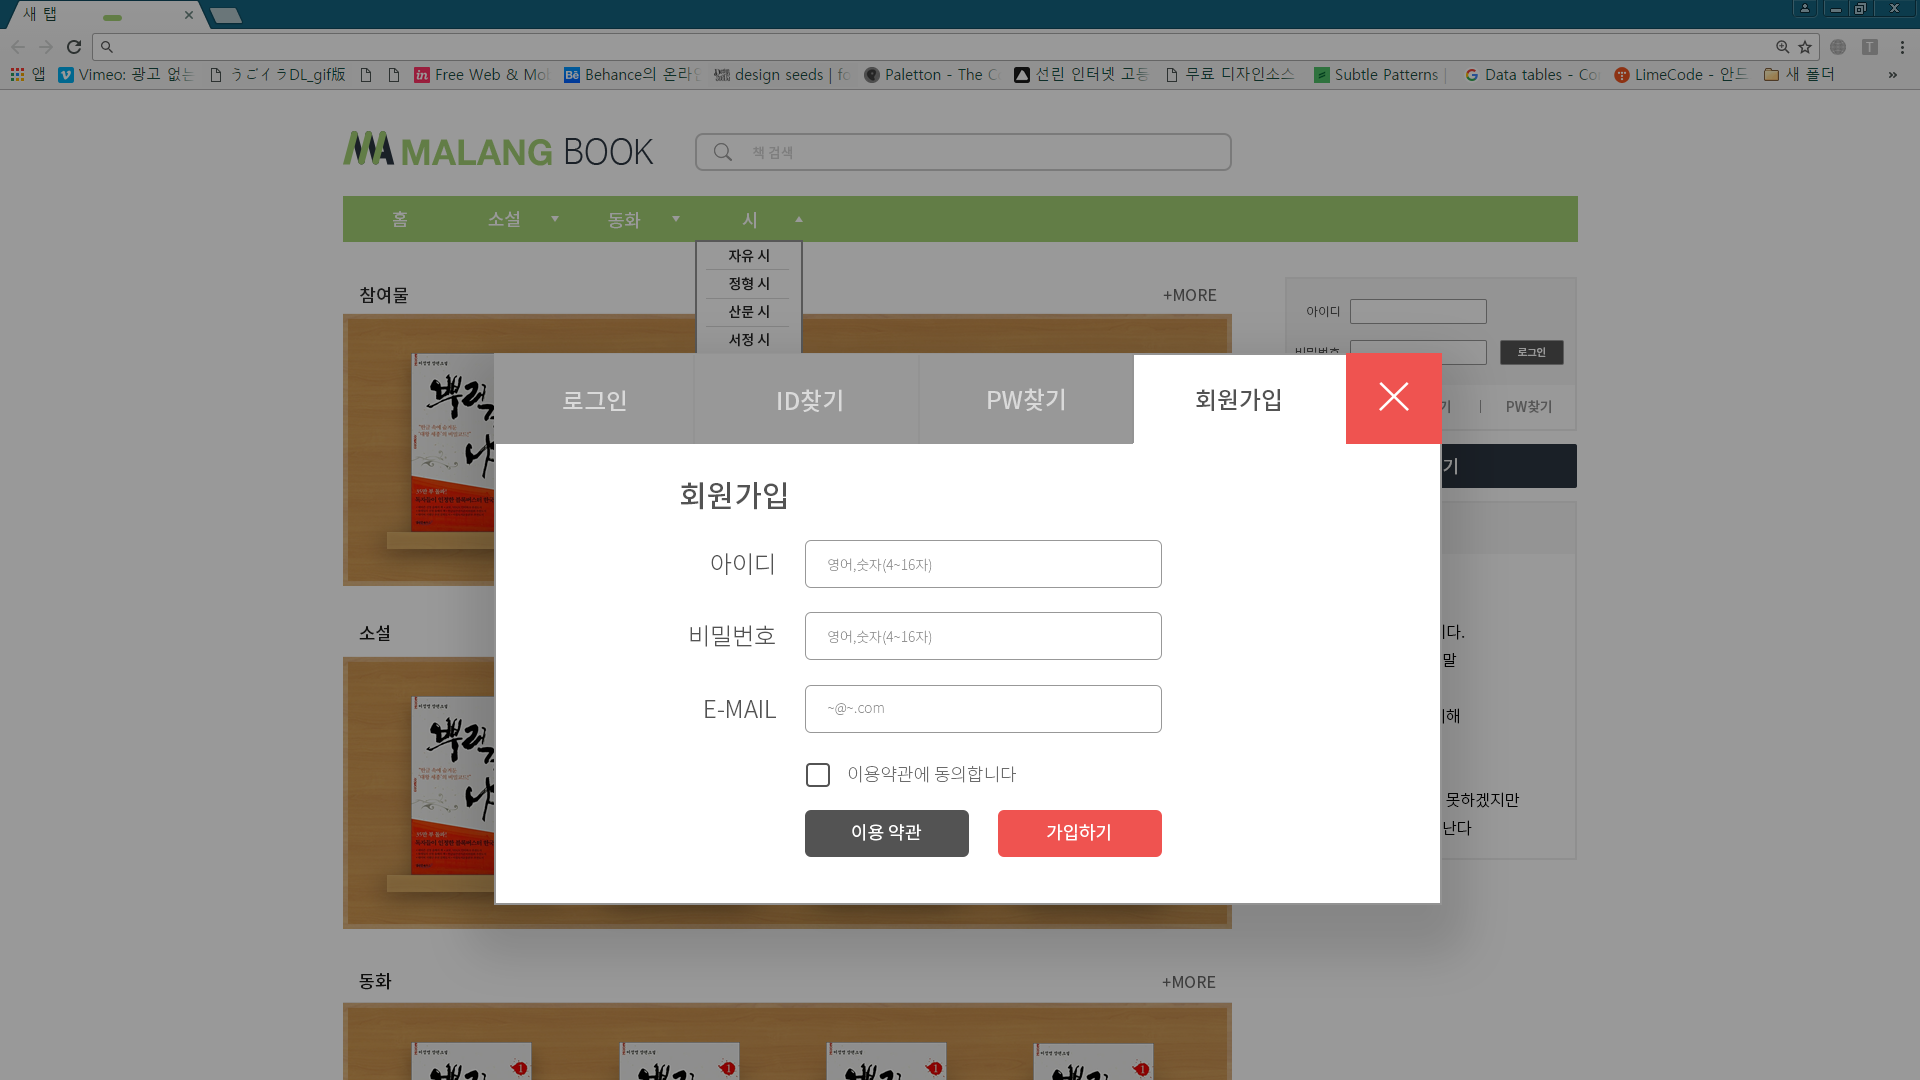 새 탭
앱 Vimeo: 광고 없는 うごイラDL_gif版 Free Web & Mo Behance의 온라인 design seeds | fo Paletton - The C 선린 인터넷 고등 무료 디자인소스 Subtle Patterns | Data tables - Co LimeCode - 안드 새 폴더 »
MALANG BOOK
책 검색
홈 소설 동화 시
자유 시
정형 시
산문 시
서정 시
참여물 +MORE
아이디
비밀번호 로그인
기 | PW찾기
기
로그인 ID찾기 PW찾기 회원가입
회원가입
아이디 영어,숫자(4~16자)
비밀번호 영어,숫자(4~16자)
E-MAIL ~@~.com
이용약관에 동의합니다
이용 약관 가입하기
소설
다.
말
해
못하겠지만
난다
뿌리
동화 +MORE